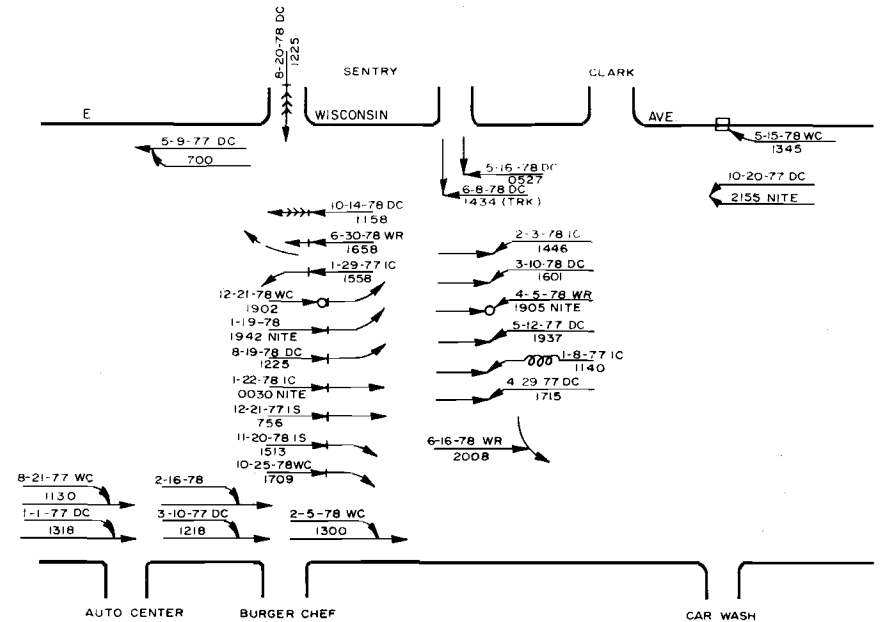 8-20-78 DC
1225
SENTRY
CLARK
E
WISCONSIN
AVE.
5-9-77 DC
700
5-15-78 WC
1345
5-16-78 DC
0527
6-8-78 DC
1434 (TRK)
10-20-77 DC
2155 NITE
10-14-78 DC
1158
6-30-78 WR
1658
1-29-77 IC
1558
12-21-78 WC
1902
1-19-78
1942 NITE
8-19-78 DC
1225
1-22-78 IC
0030 NITE
12-21-77 IS
756
11-20-78 IS
1513
10-25-78 WC
1709
2-3-78 IC
1446
3-10-78 DC
1601
4-5-78 WR
1905 NITE
5-12-77 DC
1937
1-8-77 IC
1140
4 29 77 DC
1715
6-16-78 WR
2008
8-21-77 WC
1130
2-16-78
1-1-77 DC
1318
3-10-77 DC
1218
2-5-78 WC
1300
AUTO CENTER
BURGER CHEF
CAR WASH